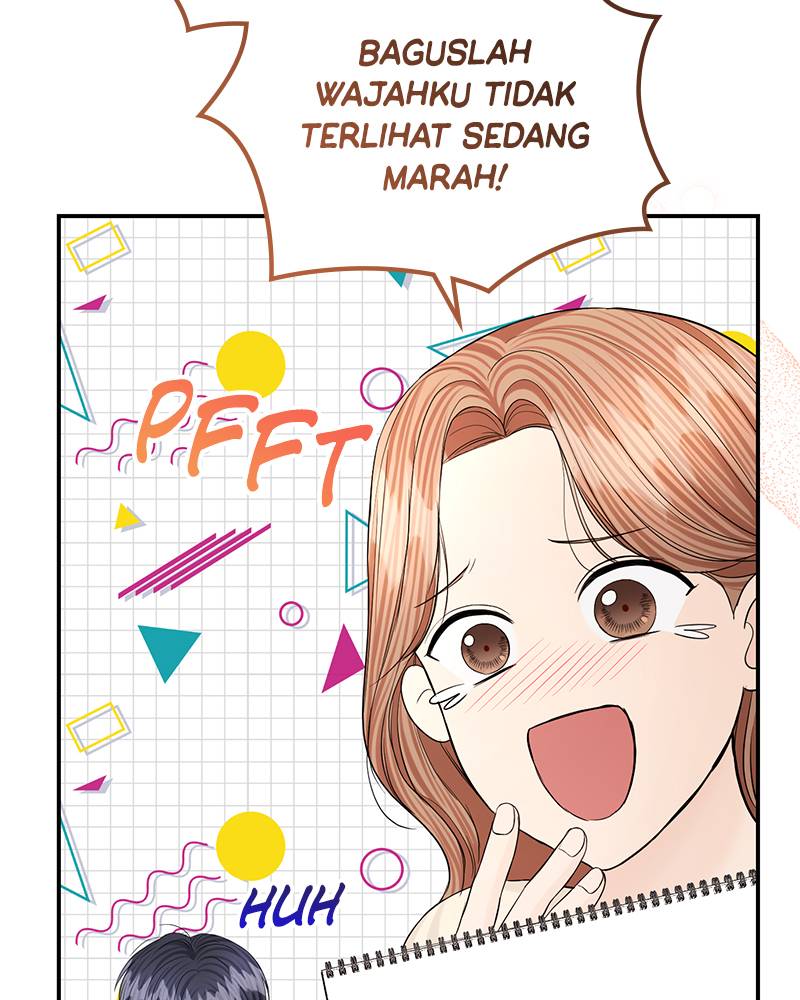 BAGUSLAH
WAJAHKU TIDAK
TERLIHAT SEDANG
MARAH!
PFFT
HUH